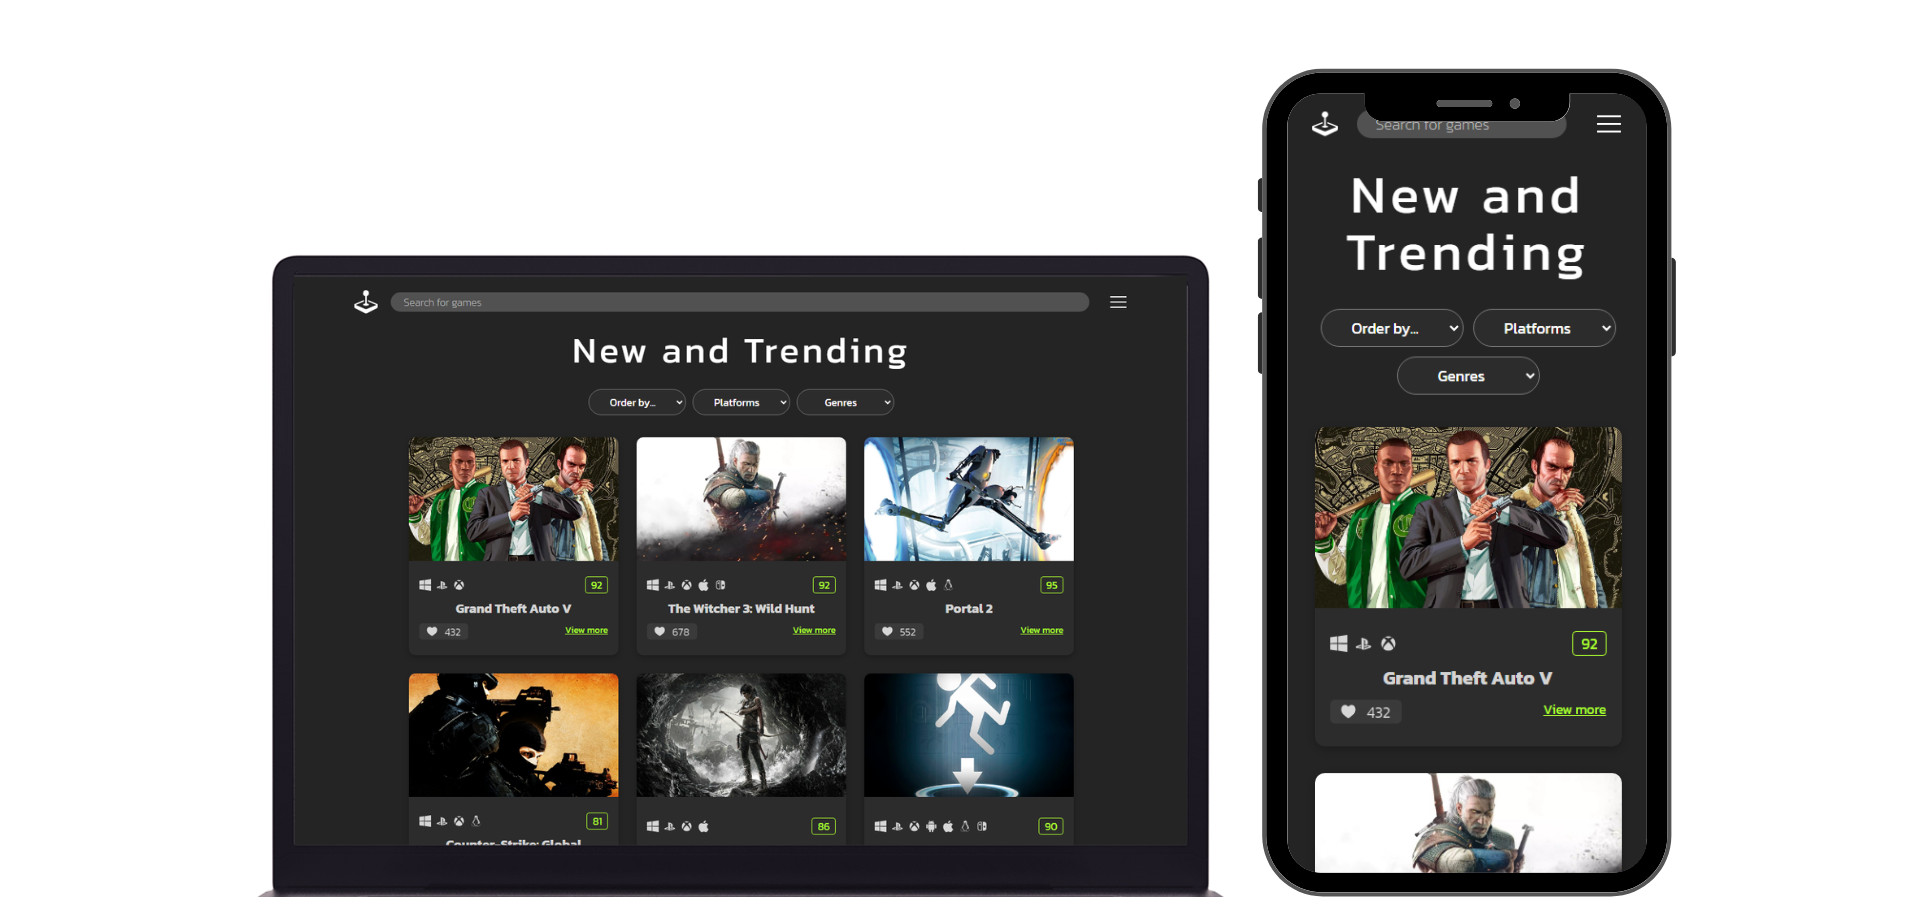 Search for games
New and Trending
Order by...
Platforms
Genres
92
Grand Theft Auto V
432
View more
92
The Witcher 3: Wild Hunt
678
View more
95
Portal 2
552
View more
81
Counter-Strike: Global
86
90
Search for games
New and
Trending
Order by...
Platforms
Genres
92
Grand Theft Auto V
432
View more